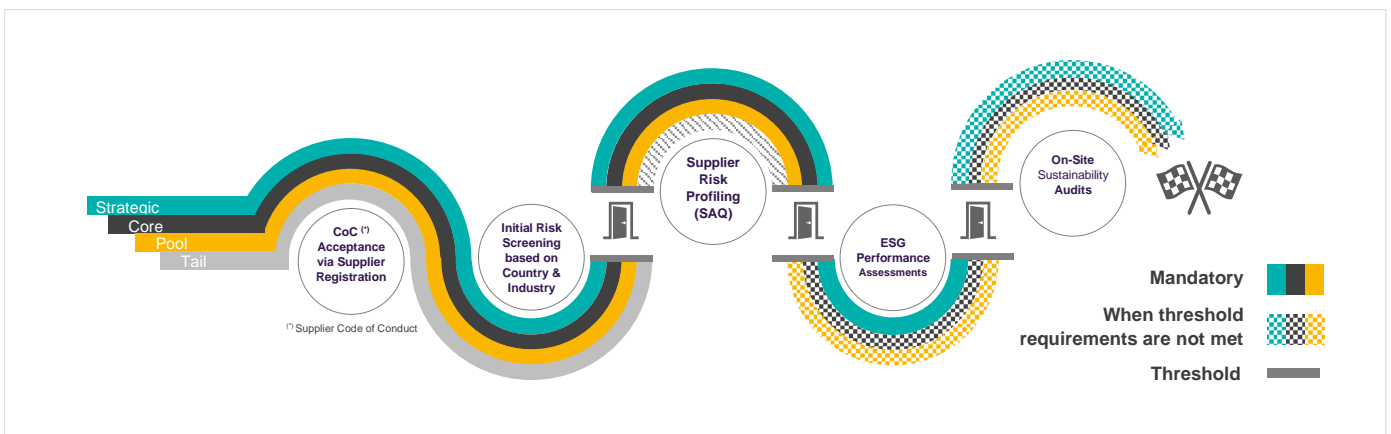 Strategic
Core
Pool
Tail
CoC (*)
Acceptance
via Supplier
Registration
(*) Supplier Code of Conduct
Initial Risk
Screening
based on
Country &
Industry
Supplier
Risk
Profiling
(SAQ)
ESG
Performance
Assessments
On-Site
Sustainability
Audits
Mandatory
When threshold
requirements are not met
Threshold